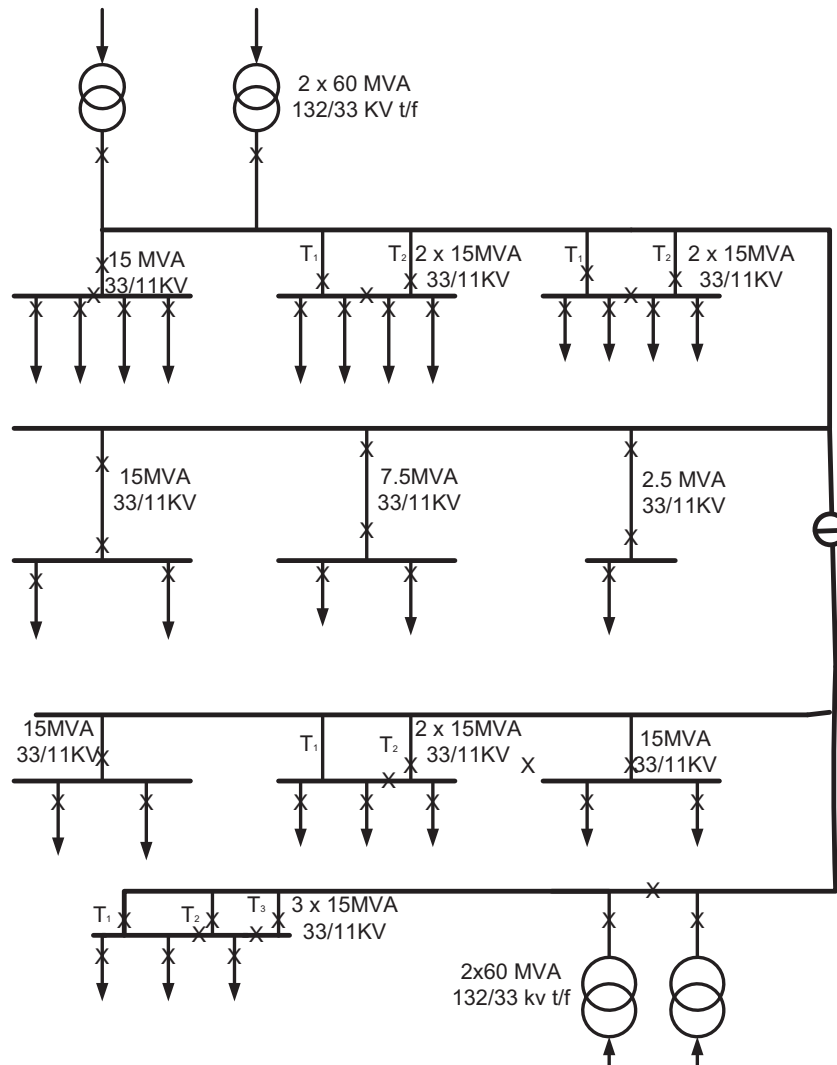 2 x 60 MVA
132/33 KV t/f
15 MVA
33/11KV
T₁
T₂
2 x 15MVA
33/11KV
T₁
T₂
2 x 15MVA
33/11KV
15MVA
33/11KV
7.5MVA
33/11KV
2.5 MVA
33/11KV
15MVA
33/11KV
T₁
T₂
2 x 15MVA
33/11KV
15MVA
33/11KV
T₁
T₂
T₃
3 x 15MVA
33/11KV
2x60 MVA
132/33 kv t/f